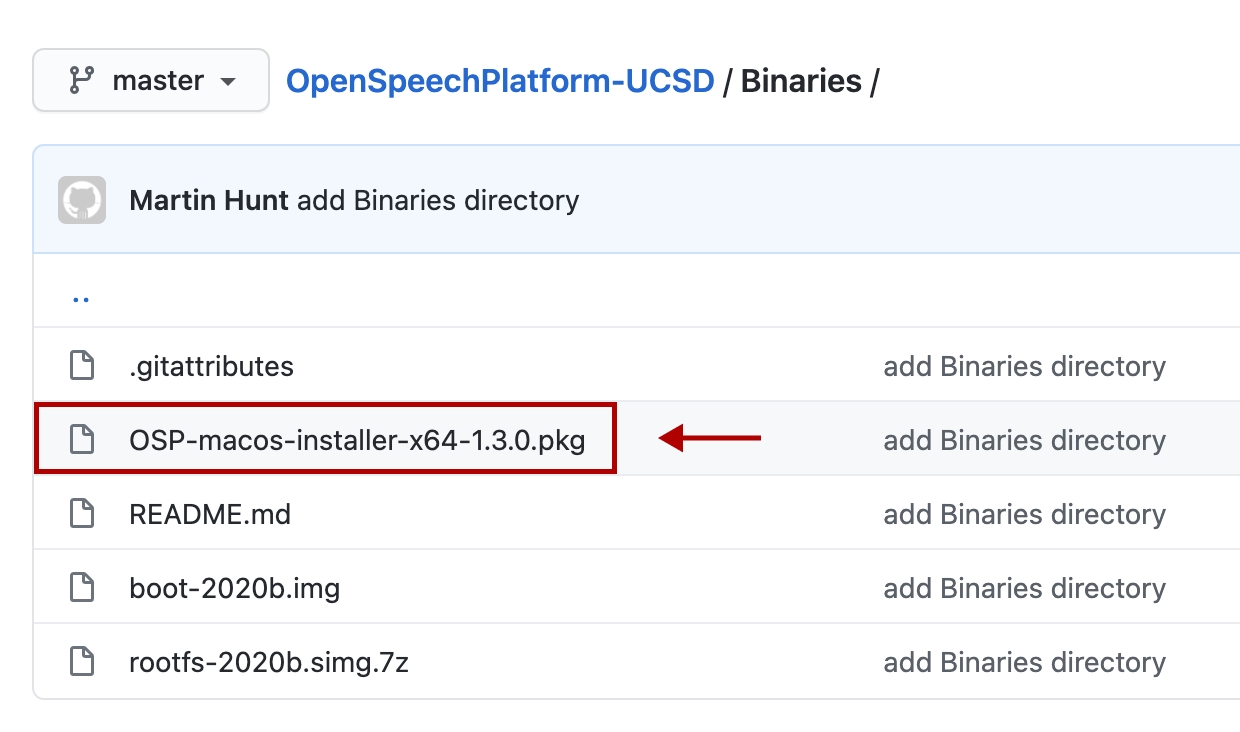 master OpenSpeechPlatform-UCSD / Binaries /
Martin Hunt add Binaries directory
..
.gitattributes add Binaries directory
OSP-macos-installer-x64-1.3.0.pkg add Binaries directory
README.md add Binaries directory
boot-2020b.img add Binaries directory
rootfs-2020b.simg.7z add Binaries directory